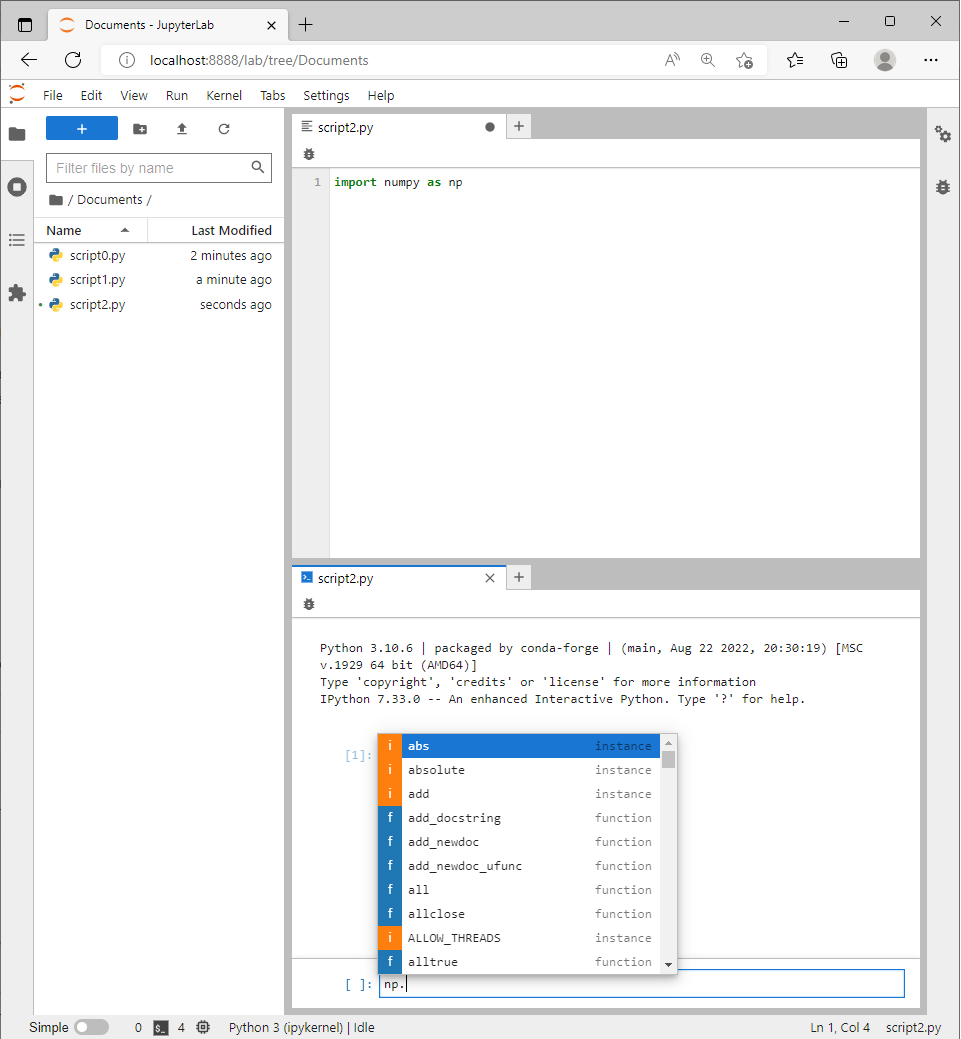 Documents - JupyterLab
localhost:8888/lab/tree/Documents
File Edit View Run Kernel Tabs Settings Help
Filter files by name
/ Documents /
Name Last Modified
script0.py 2 minutes ago
script1.py a minute ago
script2.py seconds ago
script2.py
1 import numpy as np
script2.py
Python 3.10.6 | packaged by conda-forge | (main, Aug 22 2022, 20:30:19) [MSC
v.1929 64 bit (AMD64)]
Type 'copyright', 'credits' or 'license' for more information
IPython 7.33.0 -- An enhanced Interactive Python. Type '?' for help.
[1]:
i abs instance
i absolute instance
i add instance
f add_docstring function
f add_newdoc function
f add_newdoc_ufunc function
f all function
f allclose function
i ALLOW_THREADS instance
f alltrue function
[ ]: np.
Simple 0 $_ 4 Python 3 (ipykernel) | Idle Ln 1, Col 4 script2.py